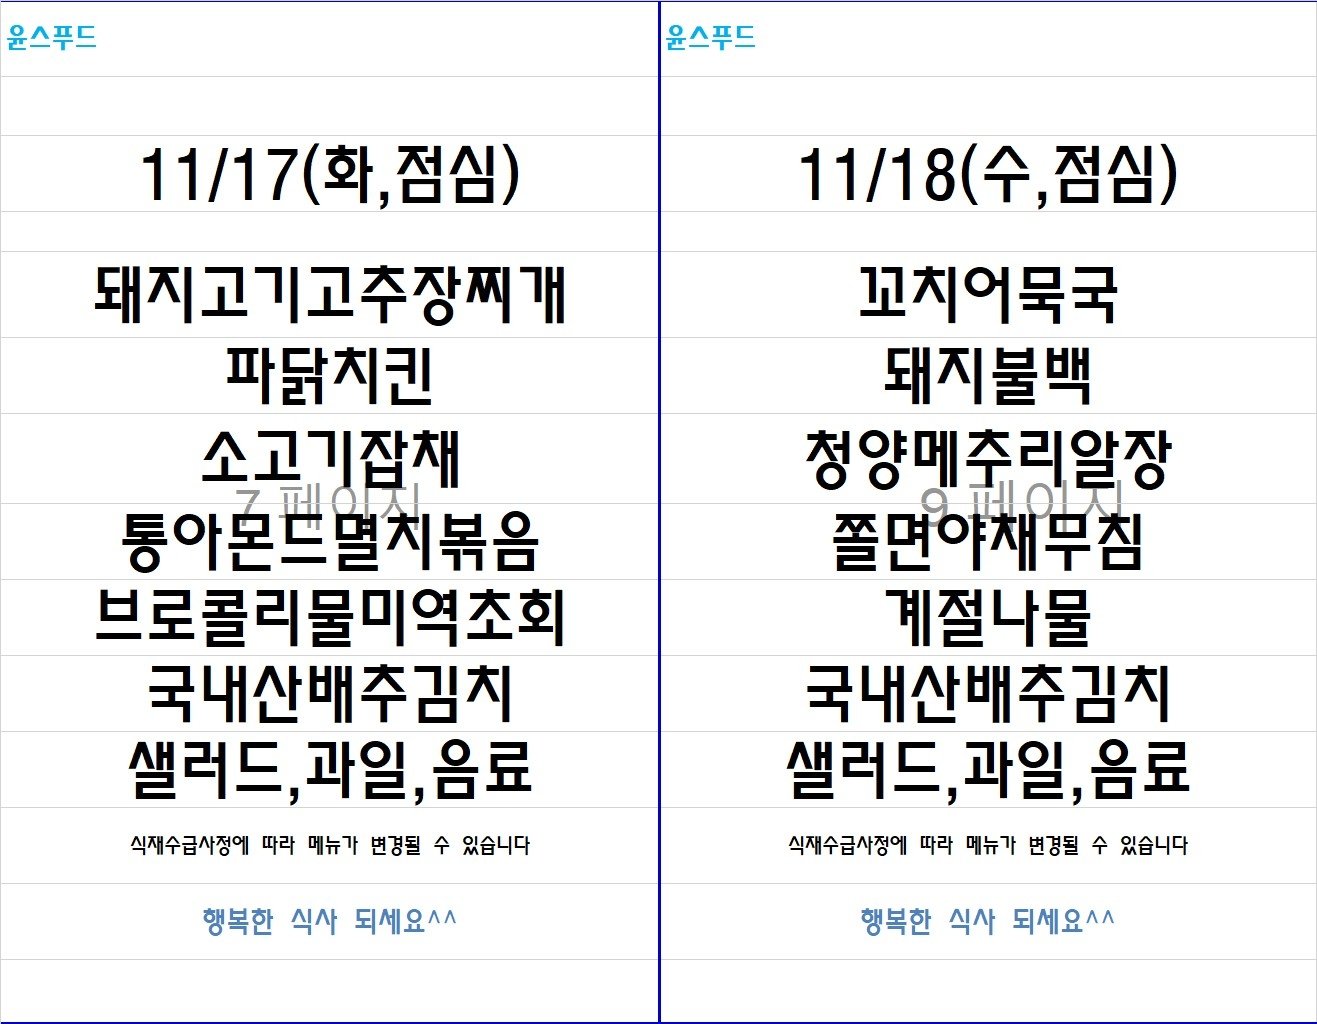 윤스푸드
11/17(화,점심)
돼지고기고추장찌개
파닭치킨
소고기잡채
7 페이지
통아몬드멸치볶음
브로콜리물미역초회
국내산배추김치
샐러드,과일,음료
식재수급사정에 따라 메뉴가 변경될 수 있습니다
행복한 식사 되세요^^
윤스푸드
11/18(수,점심)
꼬치어묵국
돼지불백
청양메추리알장
9 페이지
쫄면야채무침
계절나물
국내산배추김치
샐러드,과일,음료
식재수급사정에 따라 메뉴가 변경될 수 있습니다
행복한 식사 되세요^^